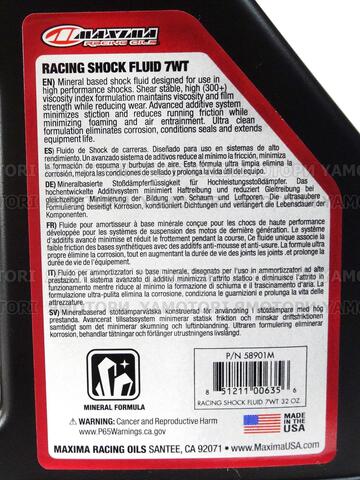 MAXIMA
RACING OILS
RACING SHOCK FLUID 7WT
EN) Mineral based shock fluid designed for use in
high performance shocks. Shear stable, high (300+)
viscosity index formulation maintains viscosity and film
strength while reducing wear. Advanced additive system
minimizes stiction and reduces running friction while
minimizing foaming and air entrainment. Ultra clean
formulation eliminates corrosion, conditions seals and extends
equipment life.
ES) Fluido de Shock de carreras. Diseñado para uso en sistemas de alto
rendimiento. Un avanzado sistema de aditivos reduce al minimo la fricción, minimiza
la formación de espuma y burbujas de aire. Esta fórmula ultra limpia elimina la
corrosión, mejora las condiciones de sellado y prolonga la vida útil del equipo.
YAMOTORI YAMOTORI YAMOTORI
DE) Mineralbasierte Stoßdämpferflüssigkeit für Hochleistungsstoßdämpfer. Das
hochentwickelte Additivsystem minimiert Haftreibung und reduziert Gleitreibung bei
gleichzeitiger Minimierung der Bildung von Schaum und Luftporen. Die ultrasaubere
Formulierung beseitigt Korrosion, konditioniert Dichtungen und verlängert die Lebensdauer
der Geräte.
FR) Fluide pour amortisseur à base minerale conçue pour les chocs de haute performance
développée pour les systèmes de suspension des motos de dernière génération. Le système
d'additifs avancé minimise et réduit le frottement pendant la course. Ce fluide unique associe la
faible friction des bases synthétiques avec des additifs anti-mousse et anti-usure. La formule ultra
propre élimine la corrosion, tout en augmentant la durée de vie des joints ,les joints .et prolonge la
durée de vie de l'équipement.
IT) Fluido per ammortizzatori su base minerale, disegnato per l'uso in ammortizzatori ad alte
prestazioni. Il sistema avanzato di additivi minimizza l'attrito statico e diminuisce l'attrito in
funzionamento mentre riduce al minimo la formazione di schiuma e il trascinamento d'aria. La
formulazione ultra-pulita elimina la corrosione, condiziona i sigilli ed estende la vita delle attrezzature.
YAMOTORI YAMOTORI YAMOTORI
SV) Mineralbaserad stötdämparvätska konstruerad för användning i stötdämpare med hög
prestanda. Avancerat tillsatssystem minimerar statisk friktion och minskar driftsfriktionen
samtidigt som det minimerar skumning och luftinblandning. Ultraren formulering eliminerar
korrosion, behandlar tätningar och förlänger utrustningens livslängd.
P/N 58901M
8 51211 00635 6
RACING SHOCK FLUID 7WT 32 OZ.
MINERAL FORMULA
WARNING: Cancer and Reproductive Harm
www.P65Warnings.ca.gov
MADE IN
USA
MAXIMA RACING OILS SANTEE, CA 92071 • www.MaximaUSA.com